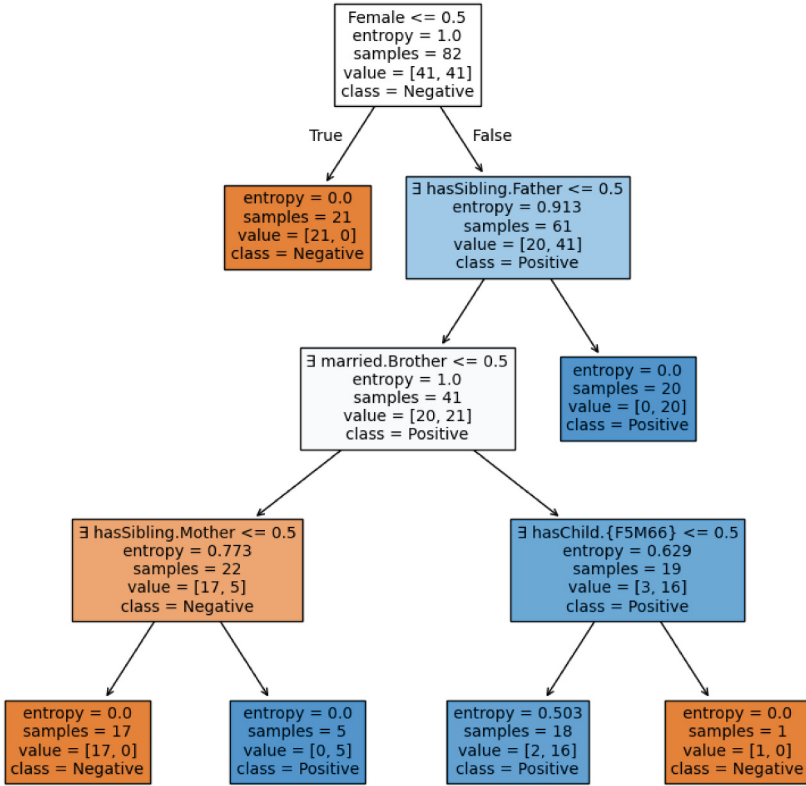 Female <= 0.5
entropy = 1.0
samples = 82
value = [41, 41]
class = Negative
True
False
entropy = 0.0
samples = 21
value = [21, 0]
class = Negative
∃ hasSibling.Father <= 0.5
entropy = 0.913
samples = 61
value = [20, 41]
class = Positive
∃ married.Brother <= 0.5
entropy = 1.0
samples = 41
value = [20, 21]
class = Positive
entropy = 0.0
samples = 20
value = [0, 20]
class = Positive
∃ hasSibling.Mother <= 0.5
entropy = 0.773
samples = 22
value = [17, 5]
class = Negative
∃ hasChild.{F5M66} <= 0.5
entropy = 0.629
samples = 19
value = [3, 16]
class = Positive
entropy = 0.0
samples = 17
value = [17, 0]
class = Negative
entropy = 0.0
samples = 5
value = [0, 5]
class = Positive
entropy = 0.503
samples = 18
value = [2, 16]
class = Positive
entropy = 0.0
samples = 1
value = [1, 0]
class = Negative